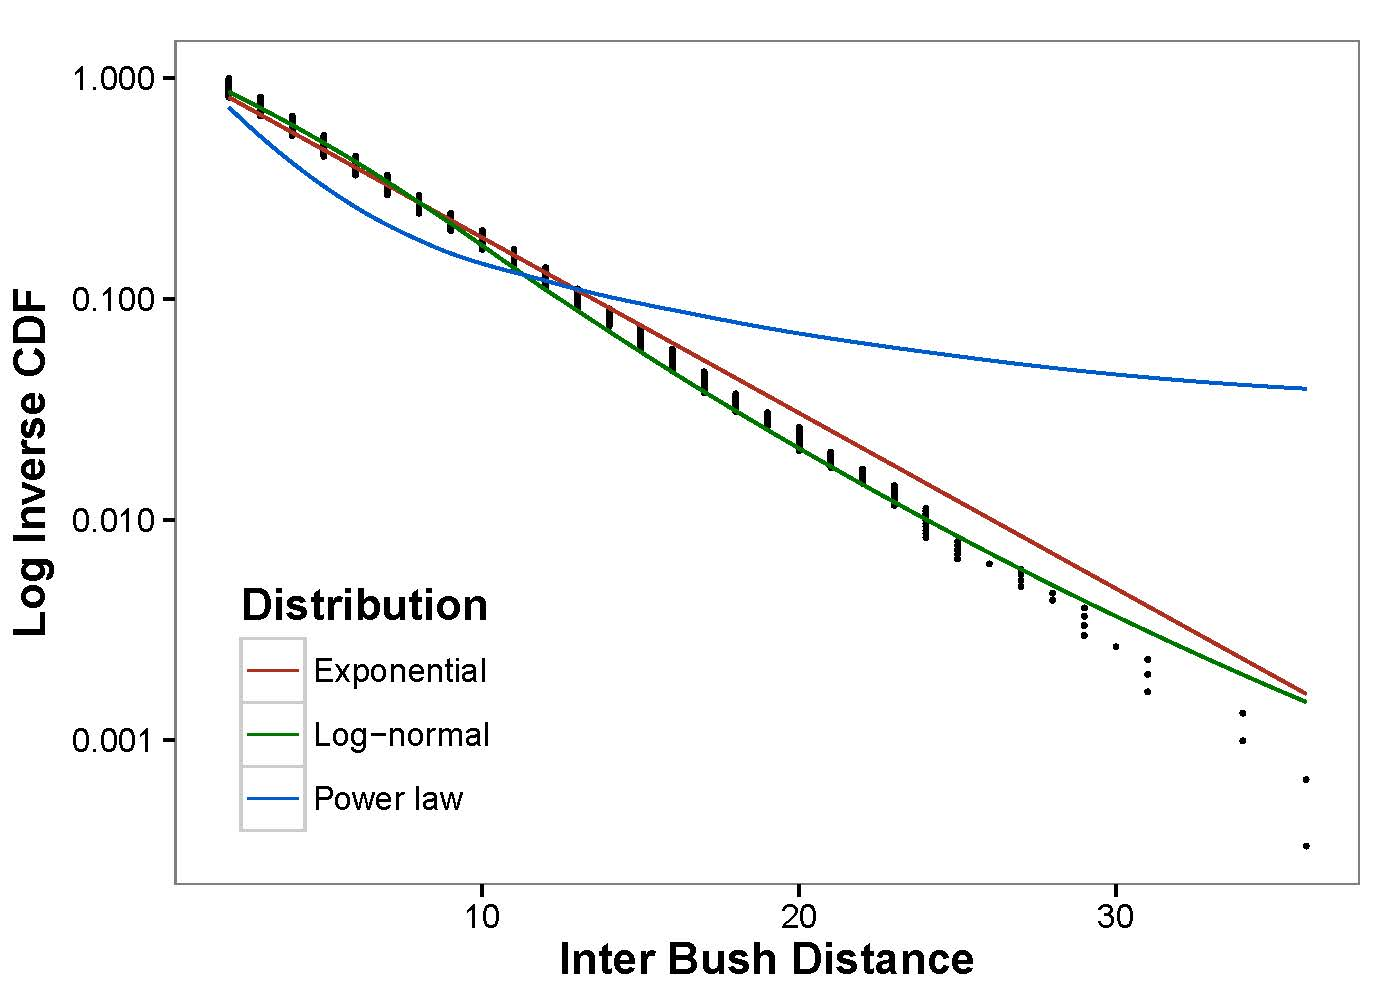 1.000
0.100
0.010
0.001
Log Inverse CDF
Distribution
Exponential
Log−normal
Power law
10 20 30
Inter Bush Distance